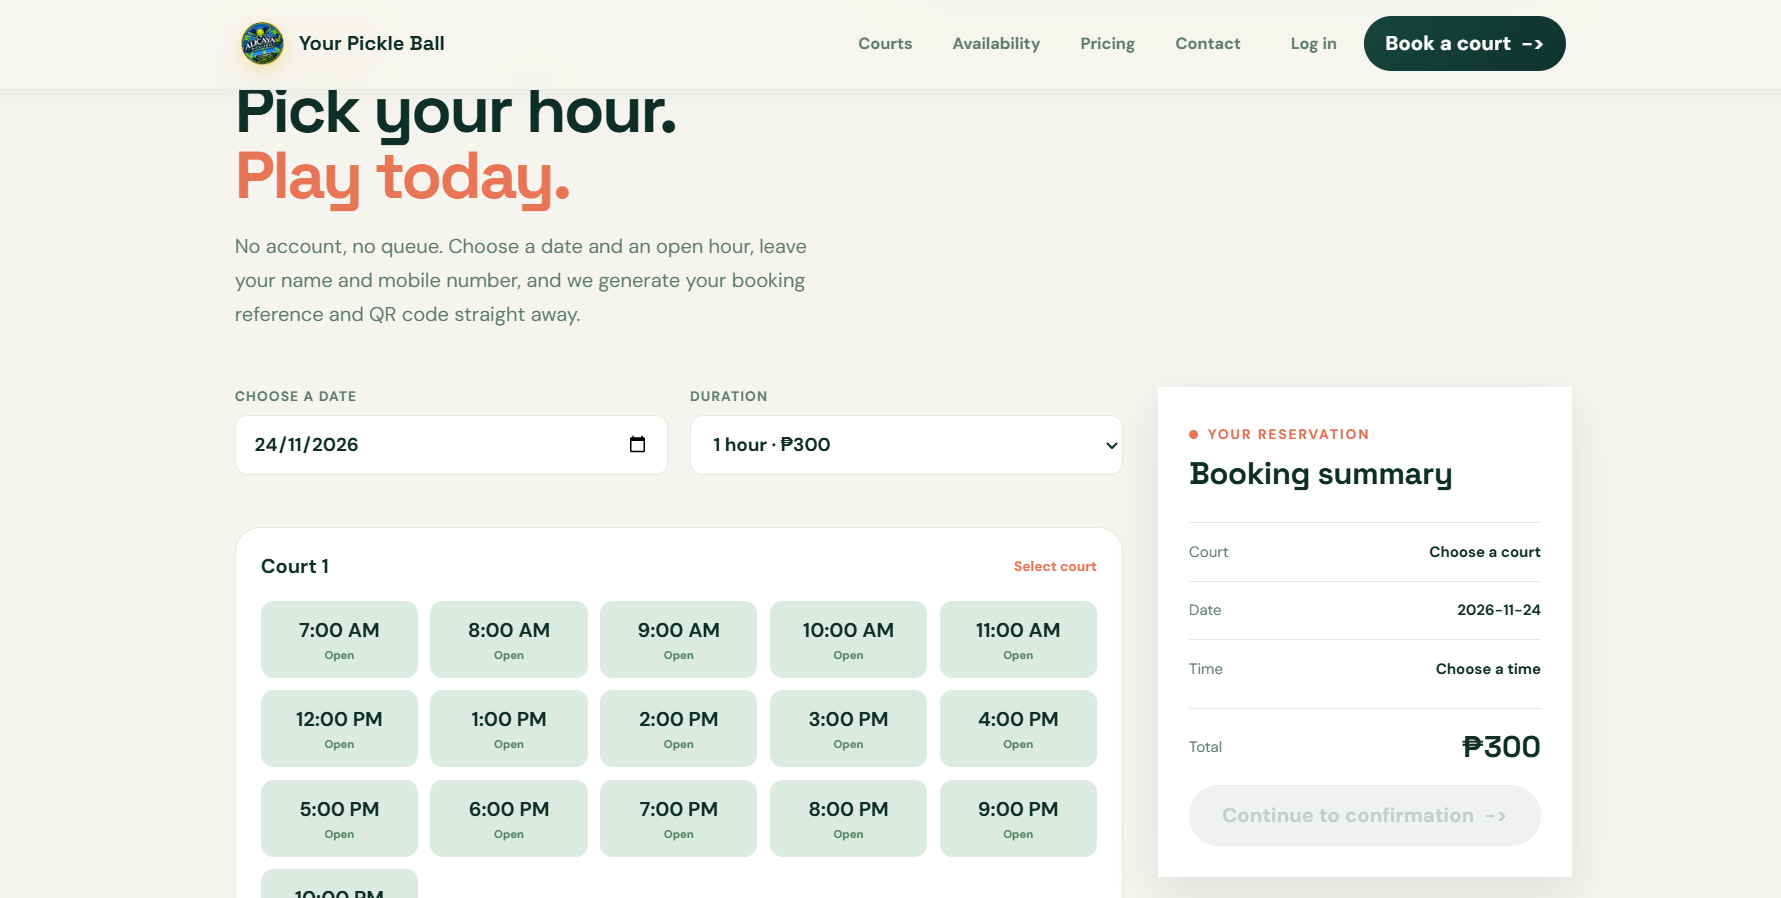 ALICAYA
Your Pickle Ball
Courts
Availability
Pricing
Contact
Log in
Book a court ->
Pick your hour.
Play today.
No account, no queue. Choose a date and an open hour, leave
your name and mobile number, and we generate your booking
reference and QR code straight away.
CHOOSE A DATE
24/11/2026
DURATION
1 hour · ₱300
Court 1
Select court
7:00 AM
Open
8:00 AM
Open
9:00 AM
Open
10:00 AM
Open
11:00 AM
Open
12:00 PM
Open
1:00 PM
Open
2:00 PM
Open
3:00 PM
Open
4:00 PM
Open
5:00 PM
Open
6:00 PM
Open
7:00 PM
Open
8:00 PM
Open
9:00 PM
Open
10:00 PM
YOUR RESERVATION
Booking summary
Court
Choose a court
Date
2026-11-24
Time
Choose a time
Total
₱300
Continue to confirmation ->